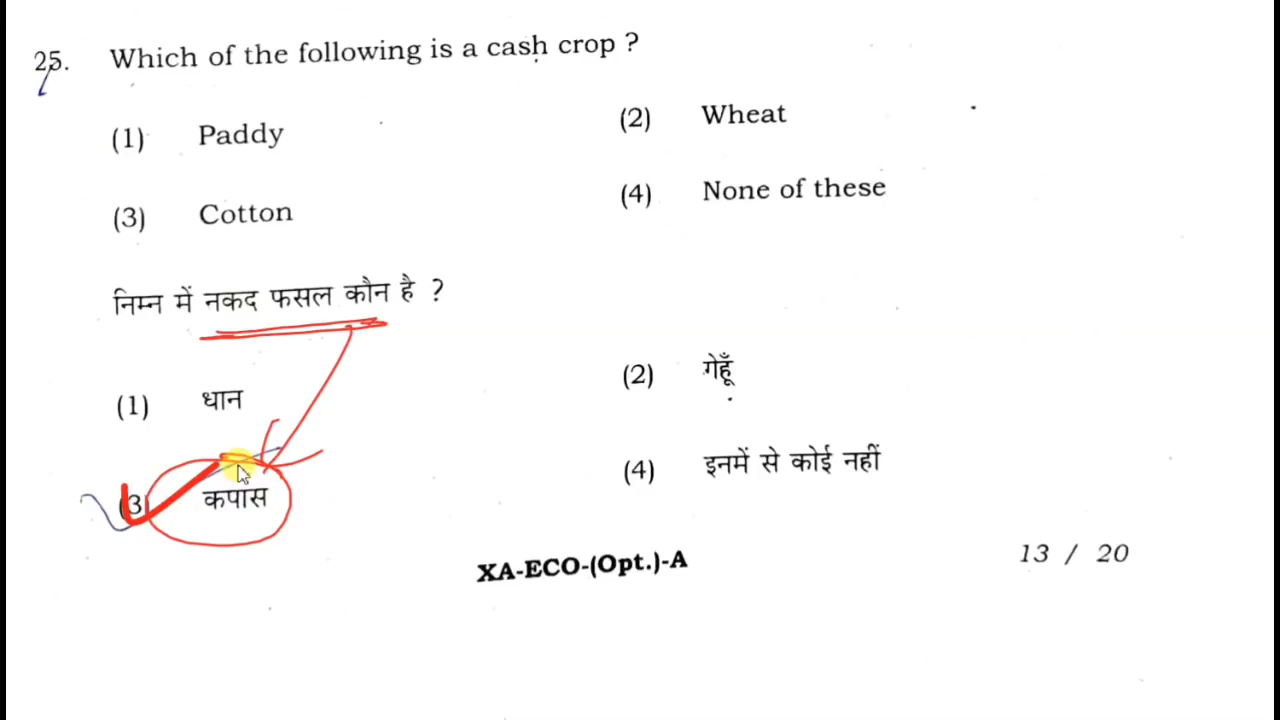 25. Which of the following is a cash crop ?
(1) Paddy (2) Wheat
(3) Cotton (4) None of these
निम्न में नकद फसल कौन है ?
(1) धान (2) गेहूँ
(3) कपास (4) इनमें से कोई नहीं
XA-ECO-(Opt.)-A 13 / 20